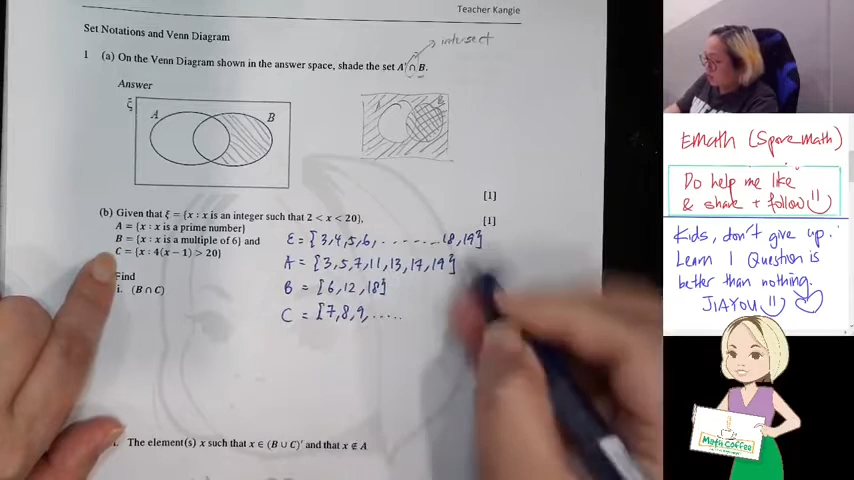 Teacher Kangie
Set Notations and Venn Diagram
intersect
1 (a) On the Venn Diagram shown in the answer space, shade the set A' ∩ B.
Answer
ξ
A
B
[1]
(b) Given that ξ = {x : x is an integer such that 2 < x < 20},
[1]
A = {x : x is a prime number}
B = {x : x is a multiple of 6} and
C = {x : 4(x − 1) > 20}
ξ = {3,4,5,6, ........18,19}
A = {3,5,7,11,13,17,19}
B = {6,12,18}
C = {7,8,9, .....
Find
i. (B ∩ C)
The element(s) x such that x ∈ (B ∪ C)' and that x ∉ A
EMath (Spore math)
Do help me like
& share + follow
Kids, don't give up.
Learn 1 Question is
better than nothing.
JIAYOU
Math Coffee